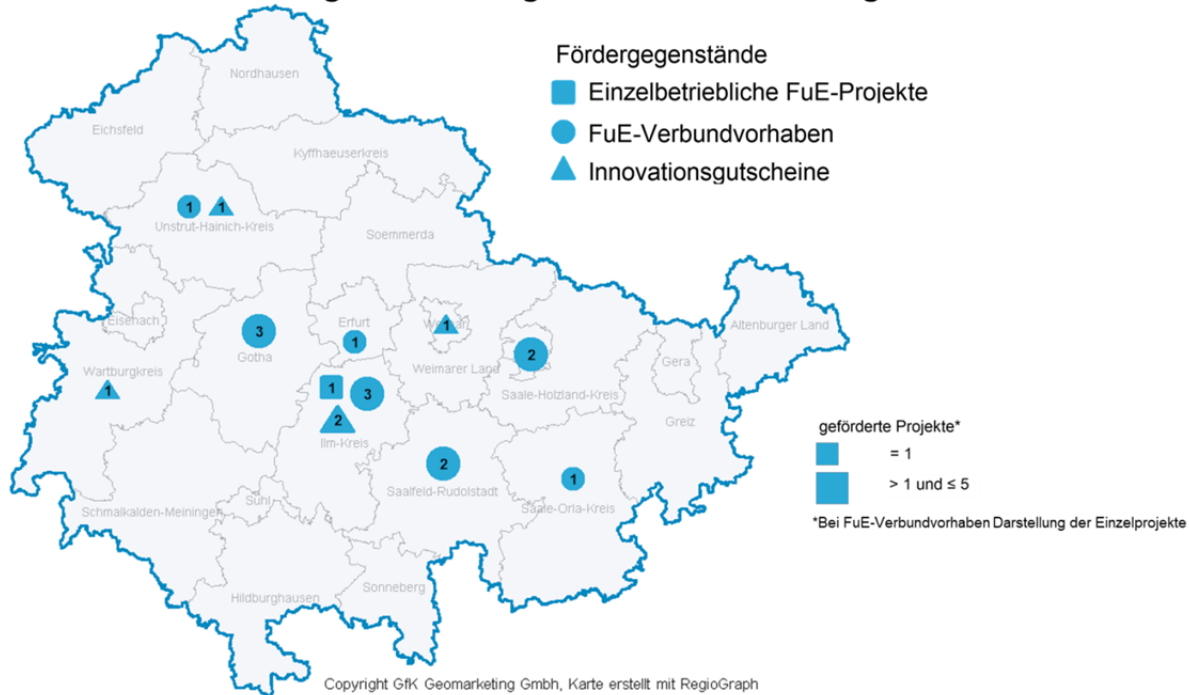 Fördergegenstände
Einzelbetriebliche FuE-Projekte
FuE-Verbundvorhaben
Innovationsgutscheine
Nordhausen
Eichsfeld
Kyffhaeuserkreis
1 1
Unstrut-Hainich-Kreis
Soemmerda
Eisenach
3
Gotha
Erfurt
1
1
Weimarer Land
2
Saale-Holzland-Kreis
Gera
Altenburger Land
Wartburgkreis
1
1 3
2
Ilm-Kreis
Greiz
2
Saalfeld-Rudolstadt
1
Saale-Orla-Kreis
Suhl
Schmalkalden-Meiningen
Hildburghausen
Sonneberg
geförderte Projekte*
= 1
> 1 und ≤ 5
*Bei FuE-Verbundvorhaben Darstellung der Einzelprojekte
Copyright GfK Geomarketing Gmbh, Karte erstellt mit RegioGraph